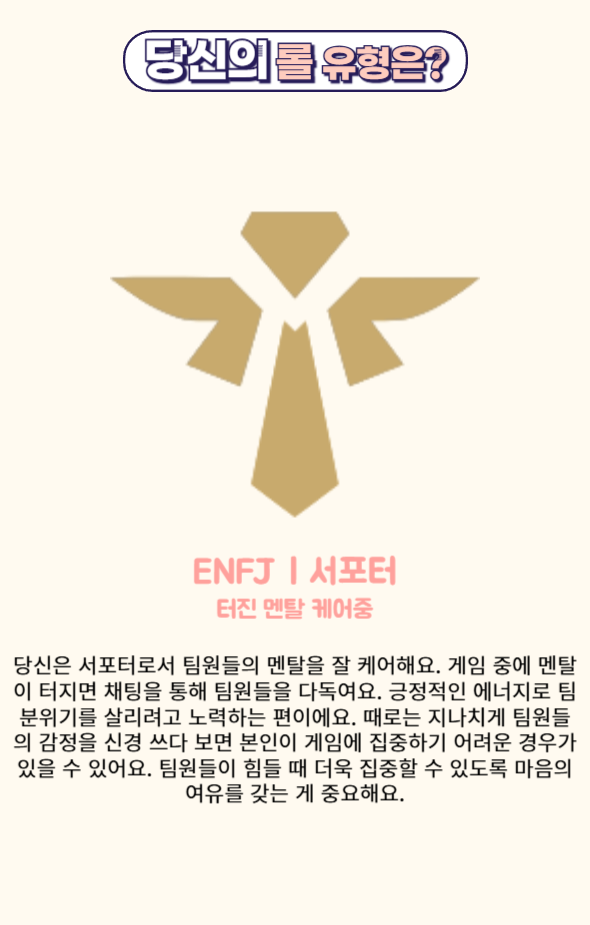 당신의 롤 유형은?
ENFJ | 서포터
터진 멘탈 케어중
당신은 서포터로서 팀원들의 멘탈을 잘 케어해요. 게임 중에 멘탈
이 터지면 채팅을 통해 팀원들을 다독여요. 긍정적인 에너지로 팀
분위기를 살리려고 노력하는 편이에요. 때로는 지나치게 팀원들
의 감정을 신경 쓰다 보면 본인이 게임에 집중하기 어려운 경우가
있을 수 있어요. 팀원들이 힘들 때 더욱 집중할 수 있도록 마음의
여유를 갖는 게 중요해요.